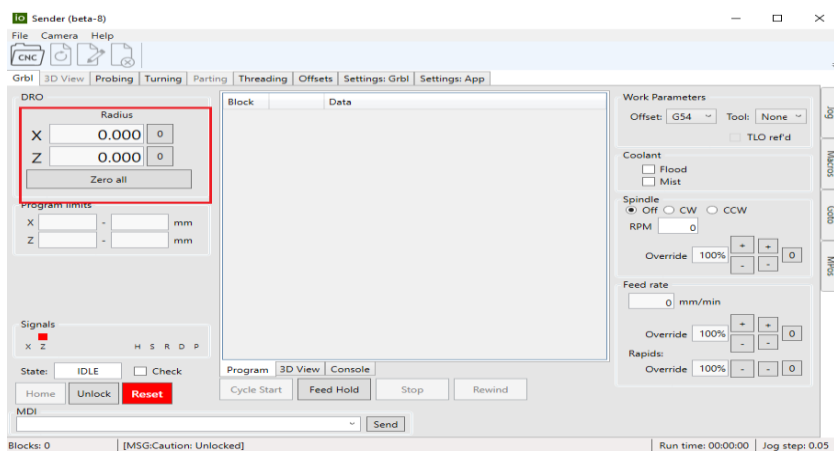 io Sender (beta-8)
File Camera Help
CNC
Grbl 3D View Probing Turning Parting Threading Offsets Settings: Grbl Settings: App
DRO
Radius
X 0.000 0
Z 0.000 0
Zero all
Program limits
X - mm
Z - mm
Signals
X Z H S R D P
State: IDLE Check
Home Unlock Reset
MDI
Send
Block Data
Program 3D View Console
Cycle Start Feed Hold Stop Rewind
Work Parameters
Offset: G54 Tool: None
TLO ref'd
Coolant
Flood
Mist
Spindle
Off CW CCW
RPM 0
Override 100% + + 0
- -
Feed rate
0 mm/min
Override 100% + + 0
- -
Rapids:
Override 100% - - 0
Jog
Macros
Goto
MPos
Blocks: 0 [MSG:Caution: Unlocked] Run time: 00:00:00 Jog step: 0.05